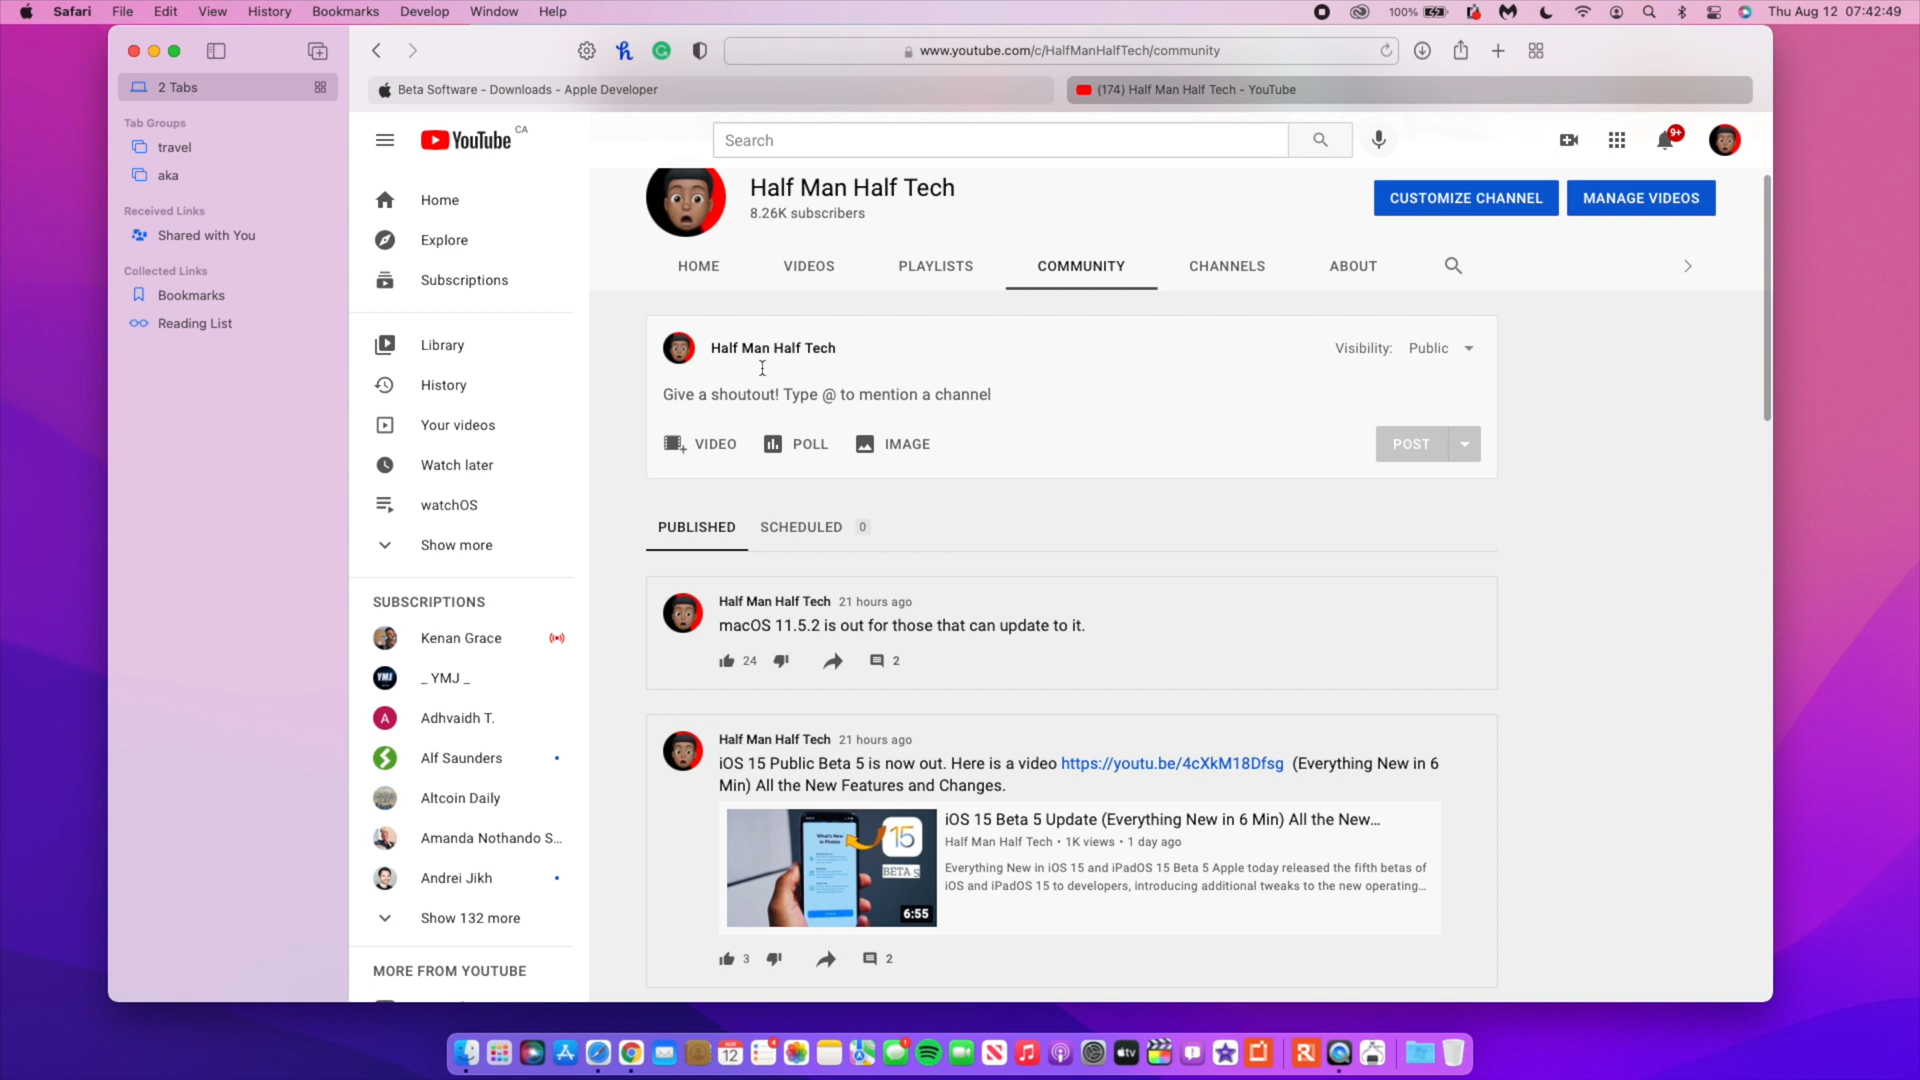 Safari File Edit View History Bookmarks Develop Window Help
100% Thu Aug 12 07:42:49
www.youtube.com/c/HalfManHalfTech/community
2 Tabs
Beta Software - Downloads - Apple Developer
(174) Half Man Half Tech - YouTube
Tab Groups
travel
aka
Received Links
Shared with You
Collected Links
Bookmarks
Reading List
YouTube CA
Search
9+
Home
Explore
Subscriptions
Library
History
Your videos
Watch later
watchOS
Show more
SUBSCRIPTIONS
Kenan Grace
YMJ
_ YMJ _
A
Adhvaidh T.
Alf Saunders
Altcoin Daily
Amanda Nothando S...
Andrei Jikh
Show 132 more
MORE FROM YOUTUBE
Half Man Half Tech
8.26K subscribers
CUSTOMIZE CHANNEL
MANAGE VIDEOS
HOME VIDEOS PLAYLISTS COMMUNITY CHANNELS ABOUT
Half Man Half Tech
Visibility: Public
Give a shoutout! Type @ to mention a channel
VIDEO POLL IMAGE
POST
PUBLISHED SCHEDULED 0
Half Man Half Tech 21 hours ago
macOS 11.5.2 is out for those that can update to it.
24 2
Half Man Half Tech 21 hours ago
iOS 15 Public Beta 5 is now out. Here is a video https://youtu.be/4cXkM18Dfsg (Everything New in 6
Min) All the New Features and Changes.
What's New
in Photos
15
BETA 5
6:55
iOS 15 Beta 5 Update (Everything New in 6 Min) All the New...
Half Man Half Tech • 1K views • 1 day ago
Everything New in iOS 15 and iPadOS 15 Beta 5 Apple today released the fifth betas of
iOS and iPadOS 15 to developers, introducing additional tweaks to the new operating...
3 2
AUG
12
4
1
tv